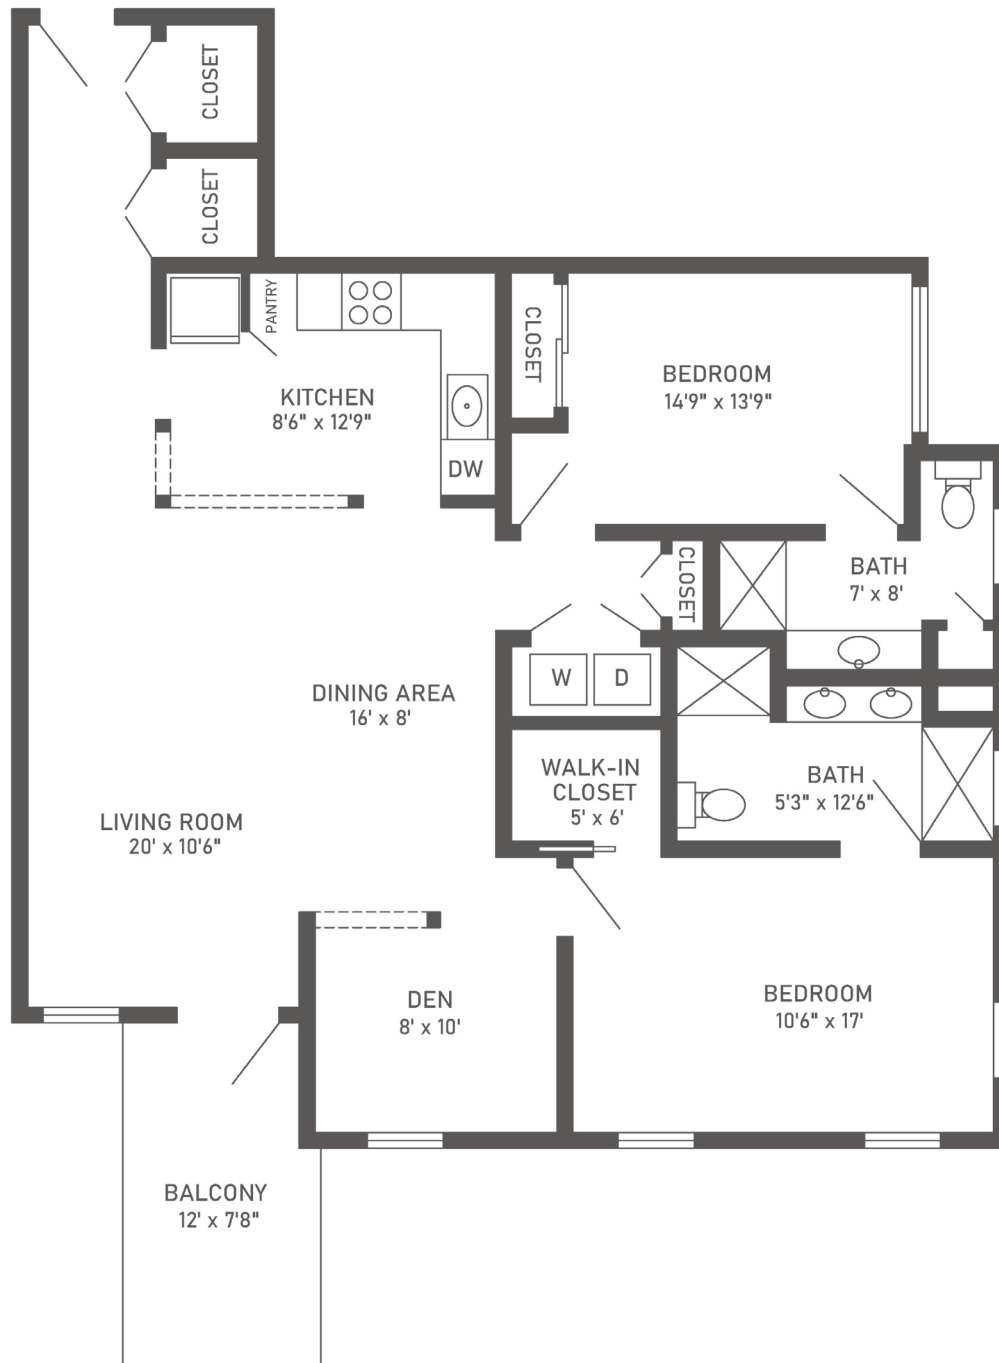 CLOSET
CLOSET
PANTRY
KITCHEN
8'6" x 12'9"
DW
CLOSET
BEDROOM
14'9" x 13'9"
CLOSET
BATH
7' x 8'
W
D
DINING AREA
16' x 8'
WALK-IN
CLOSET
5' x 6'
BATH
5'3" x 12'6"
LIVING ROOM
20' x 10'6"
DEN
8' x 10'
BEDROOM
10'6" x 17'
BALCONY
12' x 7'8"